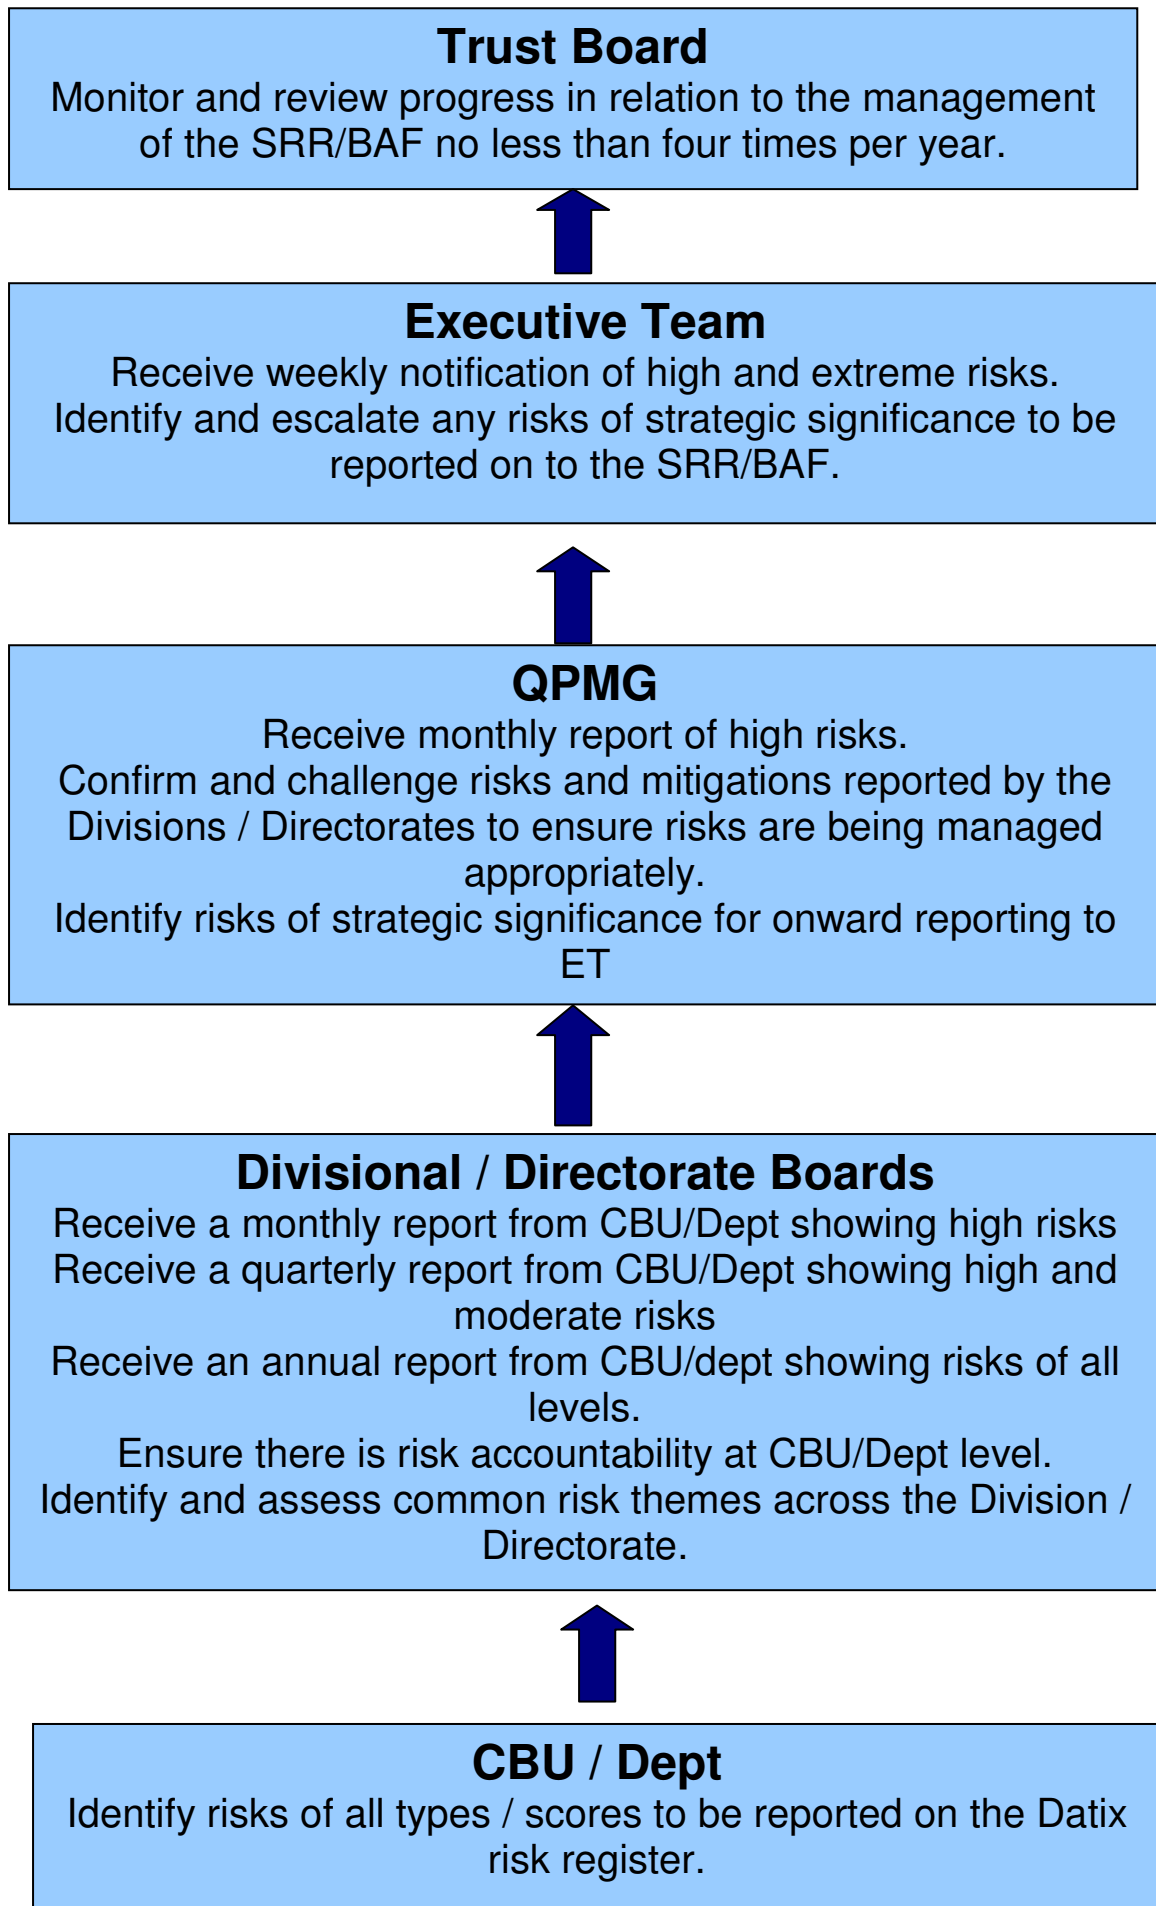 Trust Board
Monitor and review progress in relation to the management
of the SRR/BAF no less than four times per year.
Executive Team
Receive weekly notification of high and extreme risks.
Identify and escalate any risks of strategic significance to be
reported on to the SRR/BAF.
QPMG
Receive monthly report of high risks.
Confirm and challenge risks and mitigations reported by the
Divisions / Directorates to ensure risks are being managed
appropriately.
Identify risks of strategic significance for onward reporting to
ET
Divisional / Directorate Boards
Receive a monthly report from CBU/Dept showing high risks
Receive a quarterly report from CBU/Dept showing high and
moderate risks
Receive an annual report from CBU/dept showing risks of all
levels.
Ensure there is risk accountability at CBU/Dept level.
Identify and assess common risk themes across the Division /
Directorate.
CBU / Dept
Identify risks of all types / scores to be reported on the Datix
risk register.